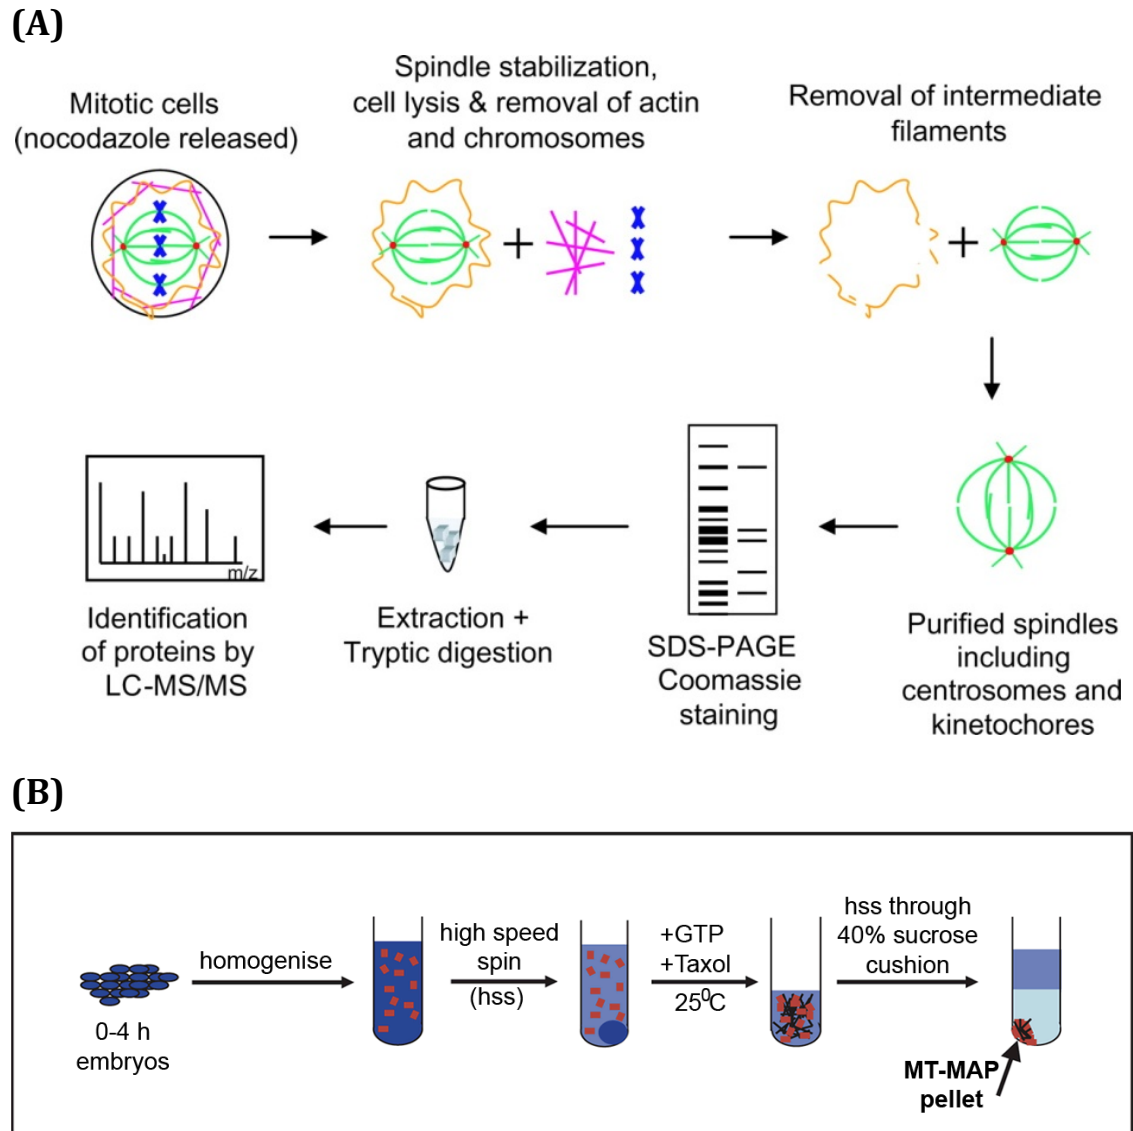 (A)
Mitotic cells
(nocodazole released)
Spindle stabilization,
cell lysis & removal of actin
and chromosomes
Removal of intermediate
filaments
Purified spindles
including
centrosomes and
kinetochores
SDS-PAGE
Coomassie
staining
Extraction +
Tryptic digestion
m/z
Identification
of proteins by
LC-MS/MS
(B)
0-4 h
embryos
homogenise
high speed
spin
(hss)
+GTP
+Taxol
25⁰C
hss through
40% sucrose
cushion
MT-MAP
pellet